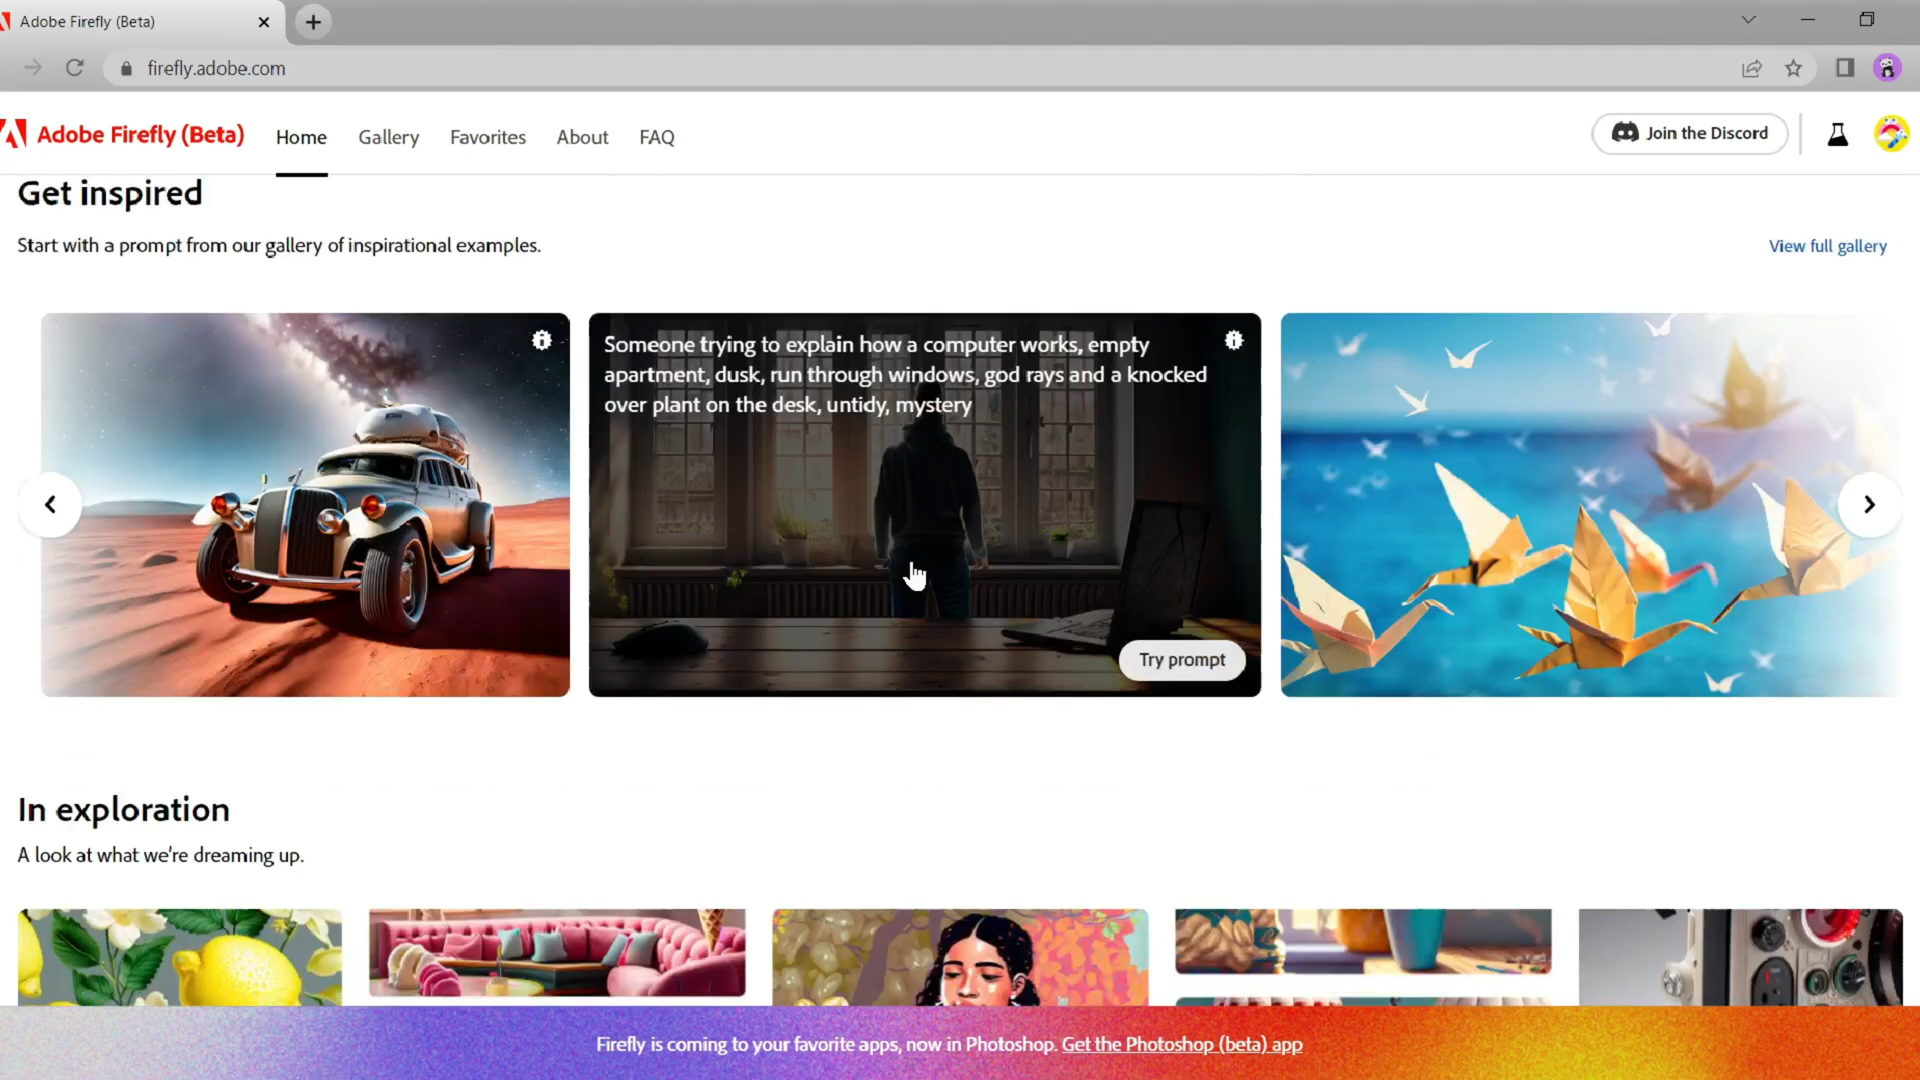 Adobe Firefly (Beta)
firefly.adobe.com
Adobe Firefly (Beta)
Home
Gallery
Favorites
About
FAQ
Join the Discord
Get inspired
Start with a prompt from our gallery of inspirational examples.
View full gallery
Someone trying to explain how a computer works, empty
apartment, dusk, run through windows, god rays and a knocked
over plant on the desk, untidy, mystery
Try prompt
In exploration
A look at what we're dreaming up.
Firefly is coming to your favorite apps, now in Photoshop. Get the Photoshop (beta) app